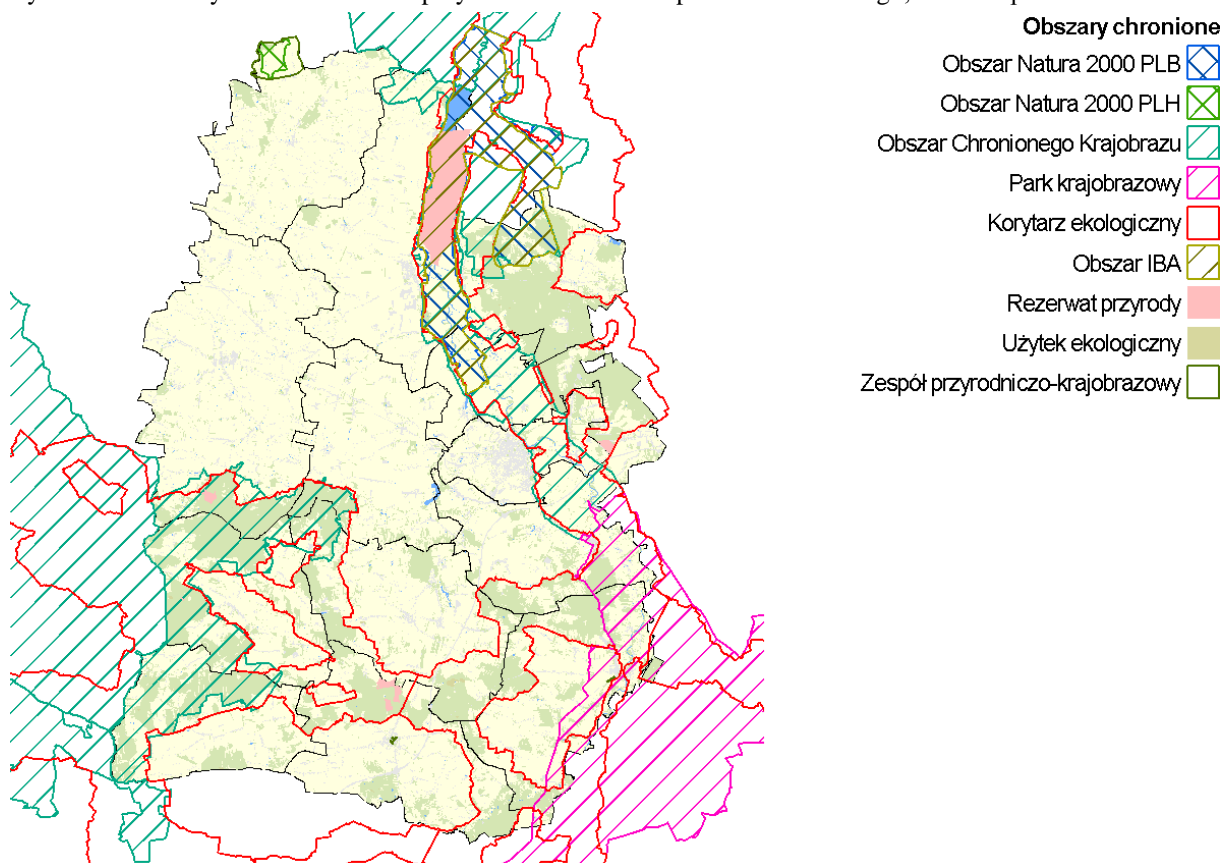 Obszary chronione
Obszar Natura 2000 PLB
Obszar Natura 2000 PLH
Obszar Chronionego Krajobrazu
Park krajobrazowy
Korytarz ekologiczny
Obszar IBA
Rezerwat przyrody
Użytek ekologiczny
Zespół przyrodniczo-krajobrazowy